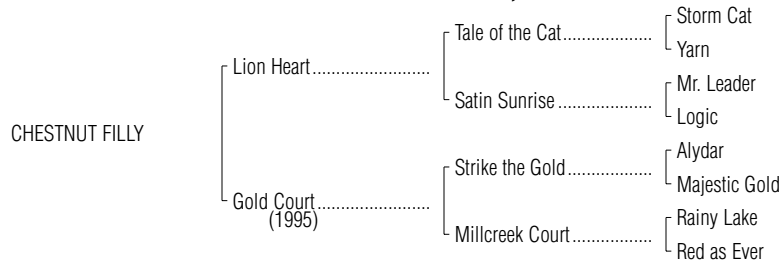 Storm Cat
Tale of the Cat
Yarn
Lion Heart
Mr. Leader
Satin Sunrise
Logic
CHESTNUT FILLY
Alydar
Strike the Gold
Majestic Gold
Gold Court
(1995)
Rainy Lake
Millcreek Court
Red as Ever